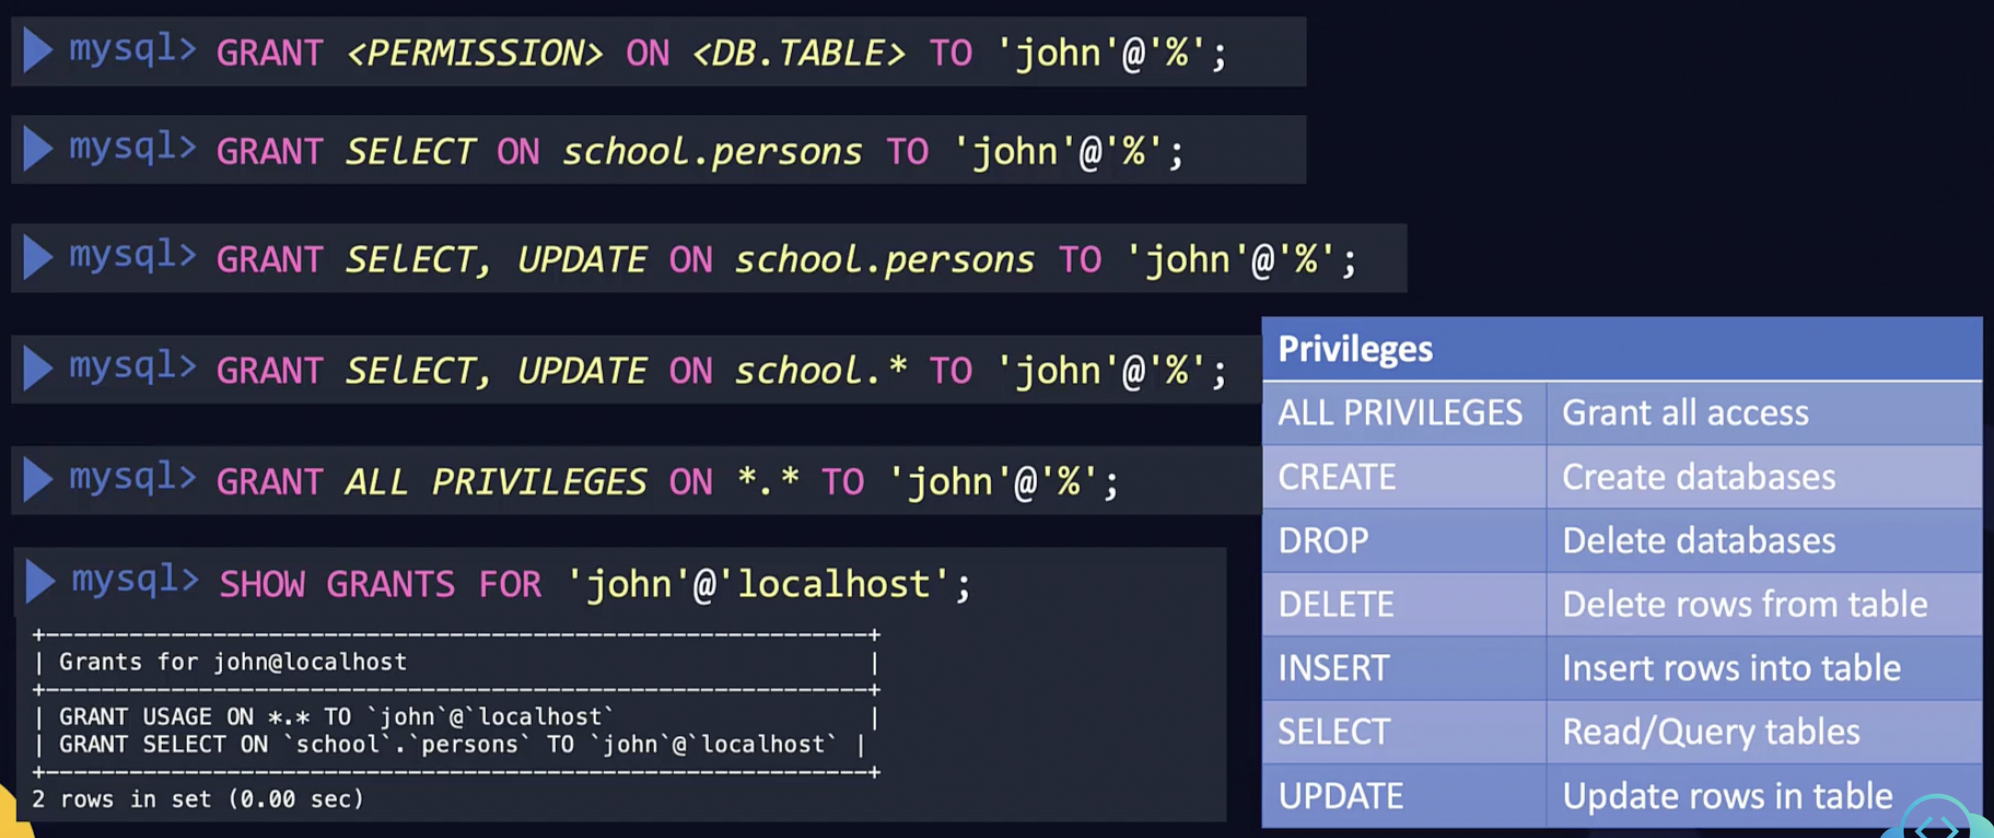 mysql> GRANT <PERMISSION> ON <DB.TABLE> TO 'john'@'%';
mysql> GRANT SElECT ON school.persons TO 'john'@'%';
mysql> GRANT SElECT, UPDATE ON school.persons TO 'john'@'%';
mysql> GRANT SElECT, UPDATE ON school.* TO 'john'@'%';
mysql> GRANT ALL PRIVILEGES ON *.* TO 'john'@'%';
mysql> SHOW GRANTS FOR 'john'@'localhost';
+-----------------------------------------------------------+
| Grants for john@localhost |
+-----------------------------------------------------------+
| GRANT USAGE ON *.* TO `john`@`localhost` |
| GRANT SELECT ON `school`.`persons` TO `john`@`localhost` |
+-----------------------------------------------------------+
2 rows in set (0.00 sec)
Privileges
ALL PRIVILEGES Grant all access
CREATE Create databases
DROP Delete databases
DELETE Delete rows from table
INSERT Insert rows into table
SELECT Read/Query tables
UPDATE Update rows in table